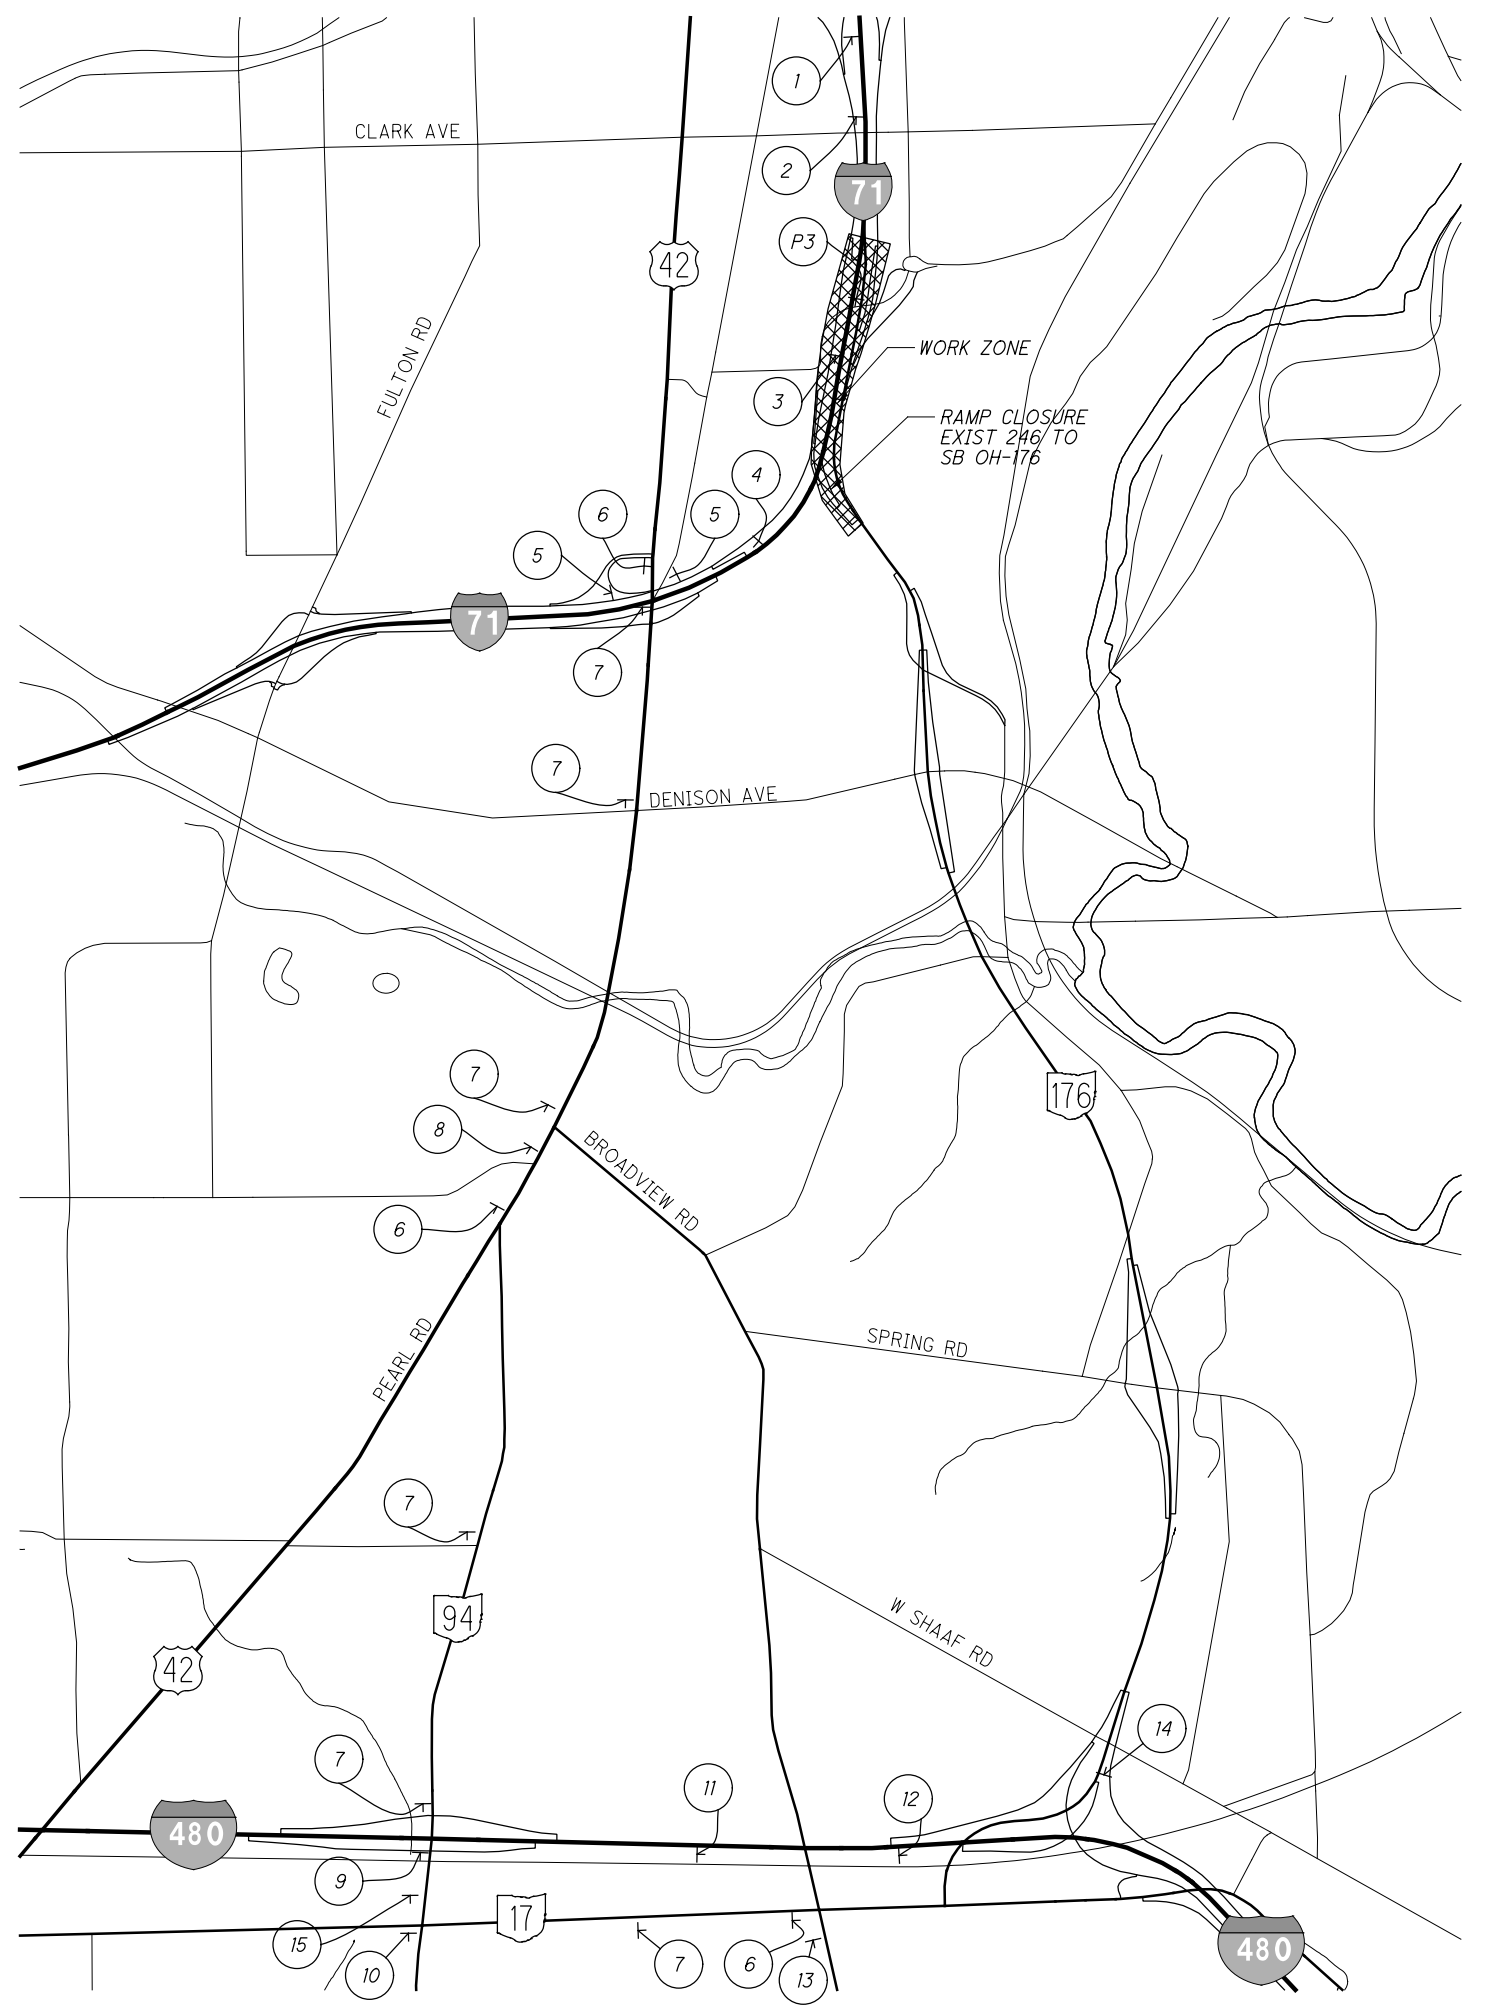 1
CLARK AVE
2
71
P3
42
FULTON RD
WORK ZONE
3
RAMP CLOSURE
EXIST 246 TO
SB OH-176
4
6
5
5
71
7
7
DENISON AVE
7
176
8
BROADVIEW RD
6
PEARL RD
SPRING RD
7
94
W SHAAF RD
42
14
7
11
12
480
9
17
15
10
7
6
13
480